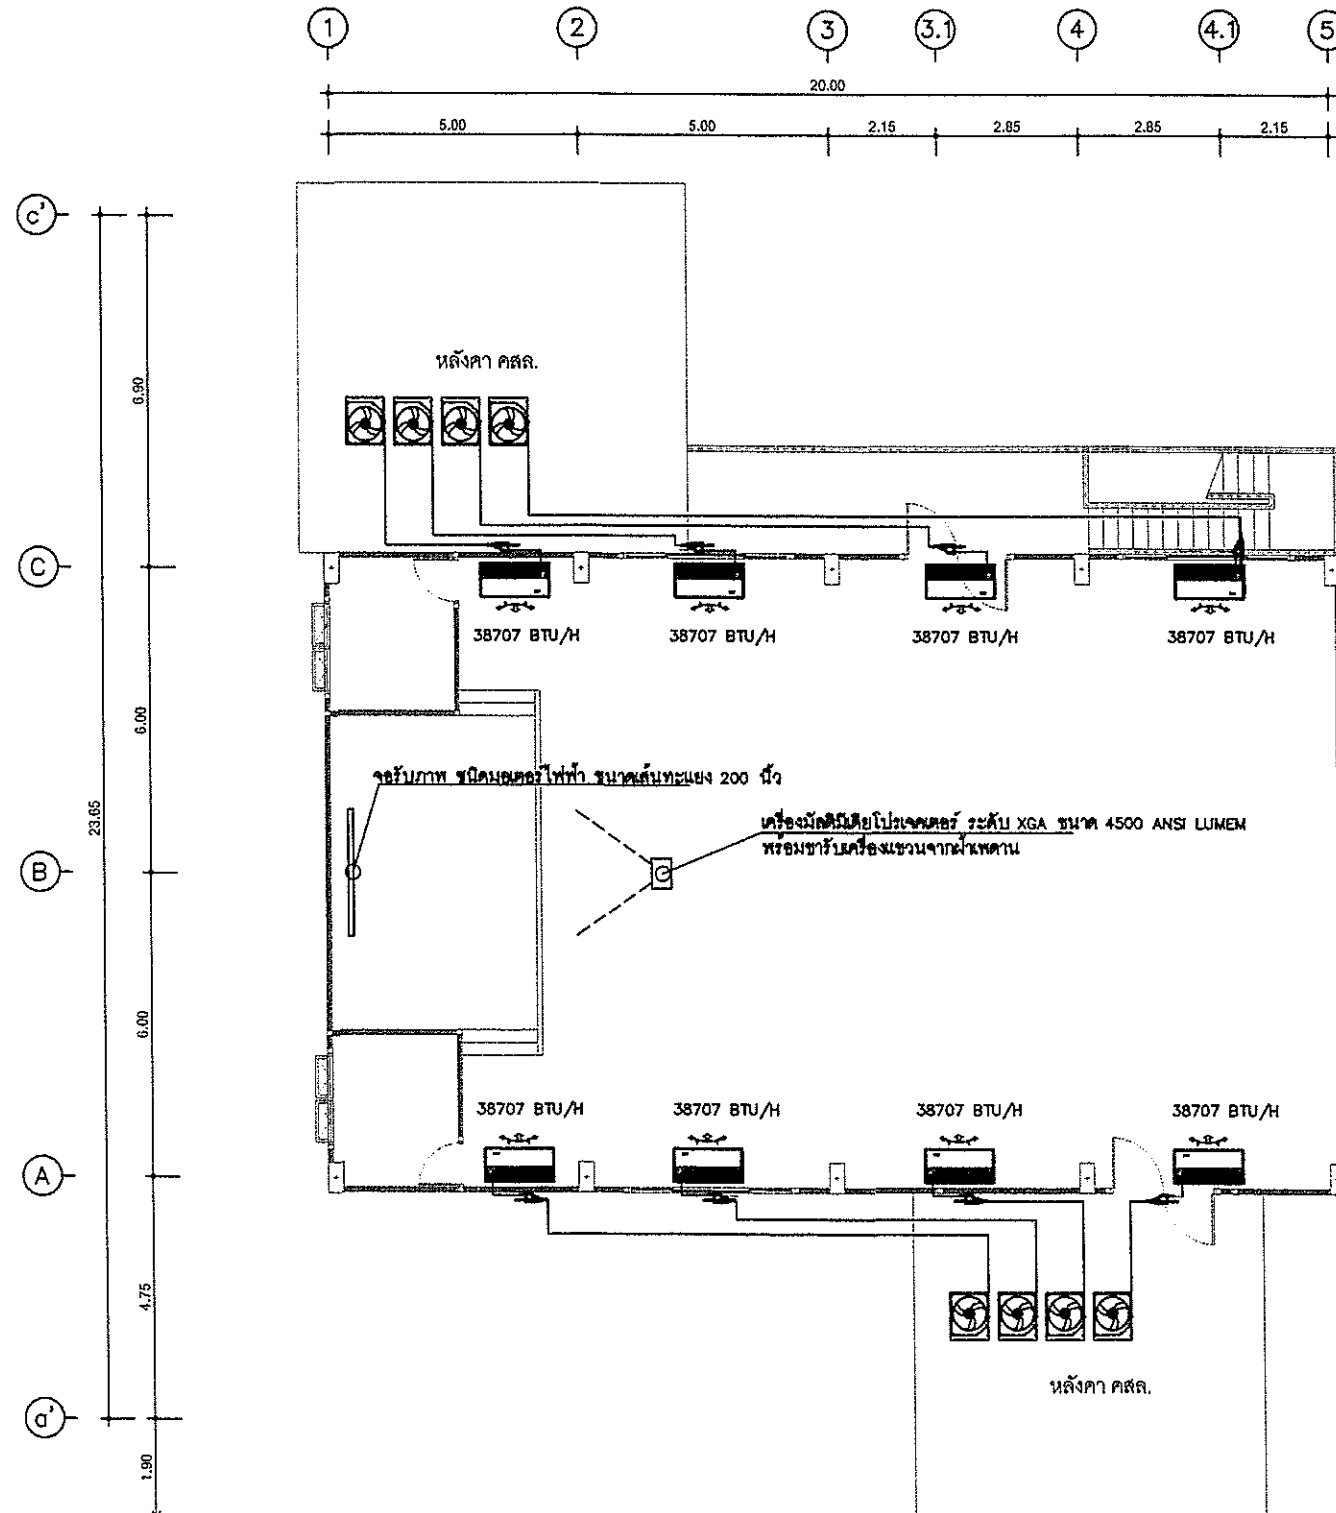 1 2 3 3.1 4 4.1 5
20.00
5.00 5.00 2.15 2.85 2.85 2.15
c'
6.90
หลังคา คสล.
C
38707 BTU/H 38707 BTU/H 38707 BTU/H 38707 BTU/H
6.00
23.65
จอรับภาพ ชนิดมอเตอร์ไฟฟ้า ขนาดเส้นทะแยง 200 นิ้ว
เครื่องมัลติมีเดียโปรเจคเตอร์ ระดับ XGA ขนาด 4500 ANSI LUMEM
พร้อมขารับเครื่องแขวนจากฝ้าเพดาน
B
6.00
38707 BTU/H 38707 BTU/H 38707 BTU/H 38707 BTU/H
A
4.75
หลังคา คสล.
a'
1.90